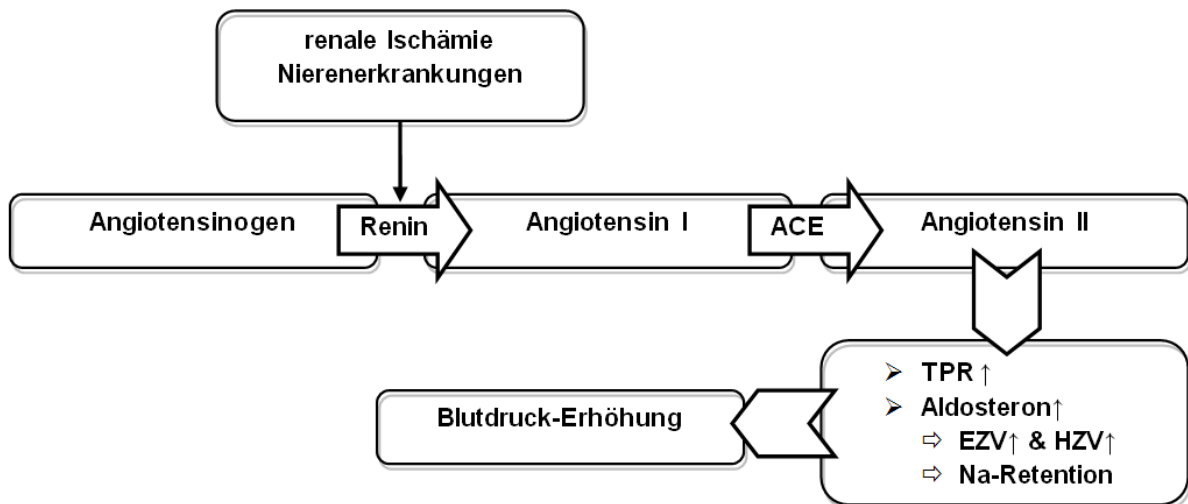 renale Ischämie
Nierenerkrankungen
Angiotensinogen
Renin
Angiotensin I
ACE
Angiotensin II
➢ TPR ↑
➢ Aldosteron↑
⇨ EZV↑ & HZV↑
⇨ Na-Retention
Blutdruck-Erhöhung